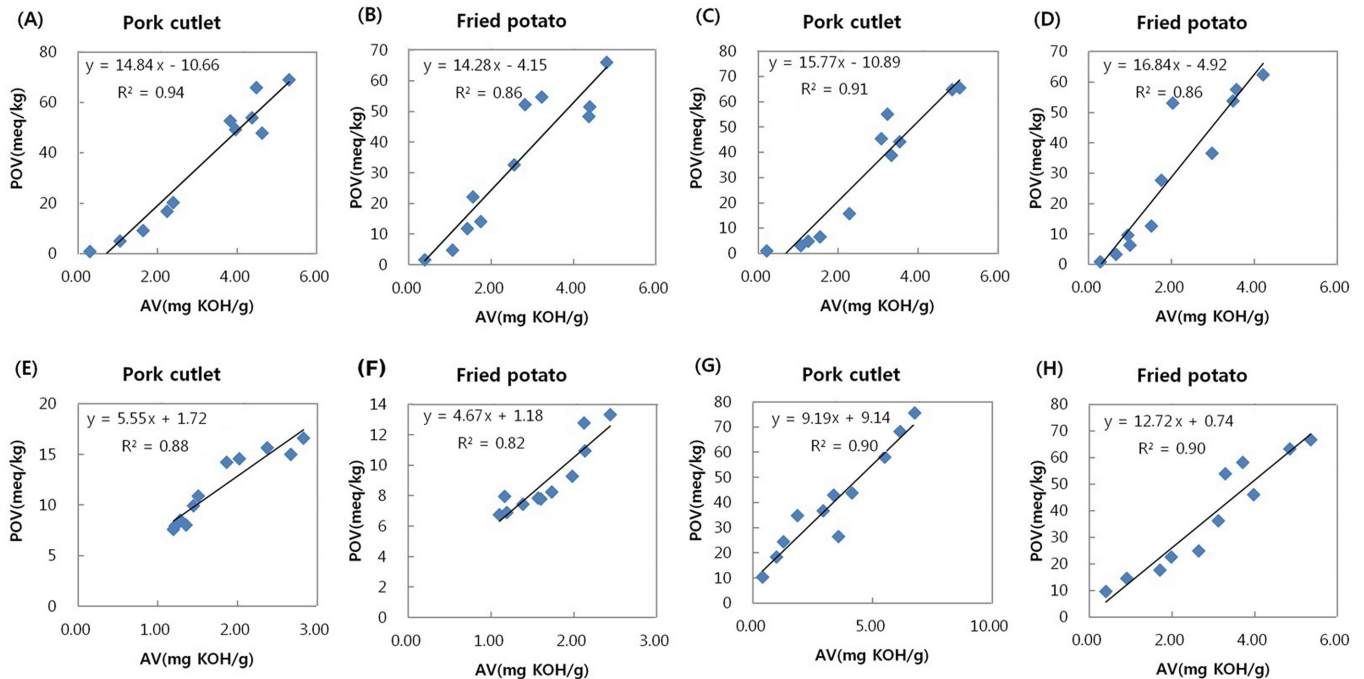 (A)
Pork cutlet
y = 14.84x - 10.66
R² = 0.94
80
60
40
20
0
POV(meq/kg)
0.00 2.00 4.00 6.00
AV(mg KOH/g)
(B)
Fried potato
y = 14.28x - 4.15
R² = 0.86
70
60
50
40
30
20
10
0
POV(meq/kg)
0.00 2.00 4.00 6.00
AV(mg KOH/g)
(C)
Pork cutlet
y = 15.77x - 10.89
R² = 0.91
80
70
60
50
40
30
20
10
0
POV(meq/kg)
0.00 2.00 4.00 6.00
AV(mg KOH/g)
(D)
Fried potato
y = 16.84x - 4.92
R² = 0.86
70
60
50
40
30
20
10
0
POV(meq/kg)
0.00 2.00 4.00 6.00
AV(mg KOH/g)
(E)
Pork cutlet
y = 5.55x + 1.72
R² = 0.88
20
15
10
5
0
POV(meq/kg)
0.00 1.00 2.00 3.00
AV(mg KOH/g)
(F)
Fried potato
y = 4.67x + 1.18
R² = 0.82
14
12
10
8
6
4
2
0
POV(meq/kg)
0.00 1.00 2.00 3.00
AV(mg KOH/g)
(G)
Pork cutlet
y = 9.19x + 9.14
R² = 0.90
80
70
60
50
40
30
20
10
0
POV(meq/kg)
0.00 5.00 10.00
AV(mg KOH/g)
(H)
Fried potato
y = 12.72x + 0.74
R² = 0.90
80
70
60
50
40
30
20
10
0
POV(meq/kg)
0.00 2.00 4.00 6.00
AV(mg KOH/g)